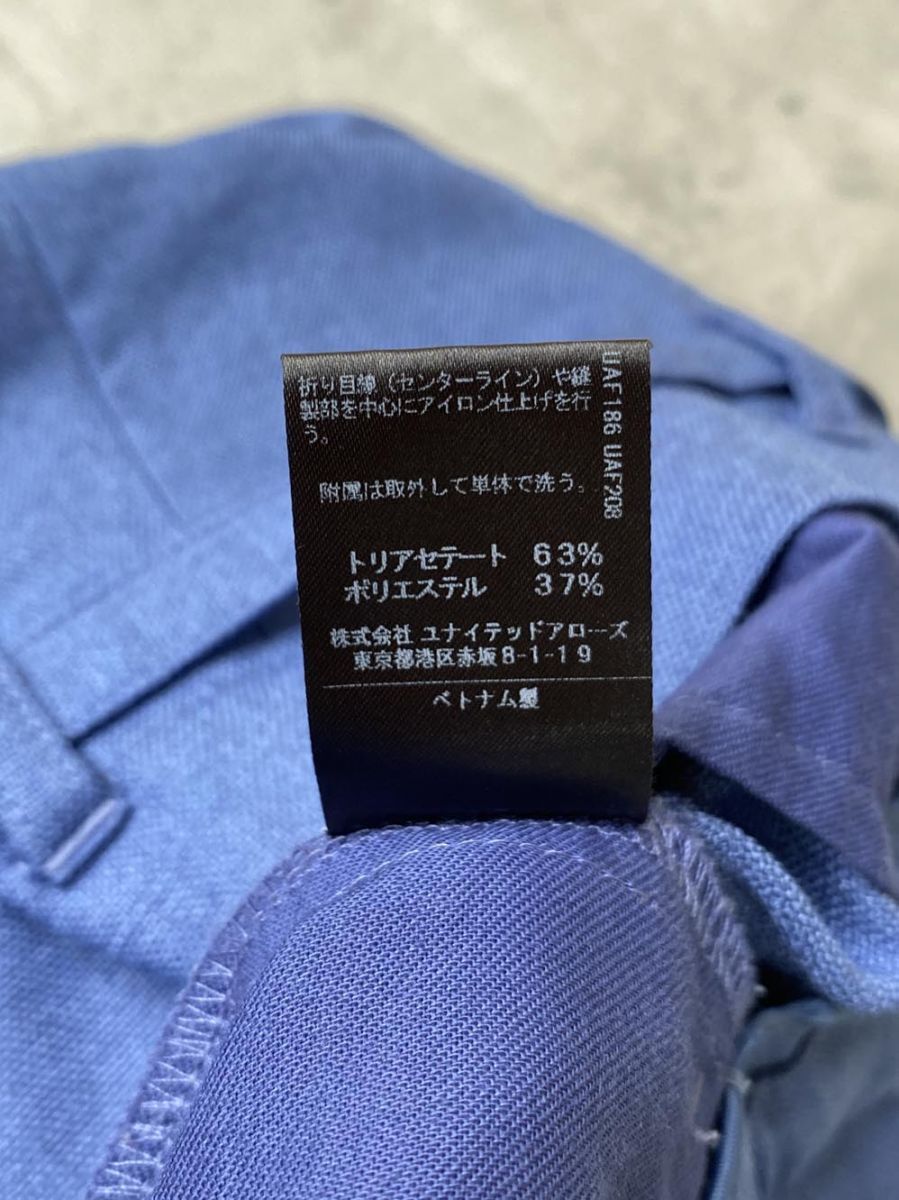 折り目線（センターライン）や縫
製部を中心にアイロン仕上げを行
う。
附属は取外して単体で洗う。
トリアセテート 63%
ポリエステル 37%
株式会社 ユナイテッドアローズ
東京都港区赤坂8-1-19
ベトナム製
UAF186 UAF208